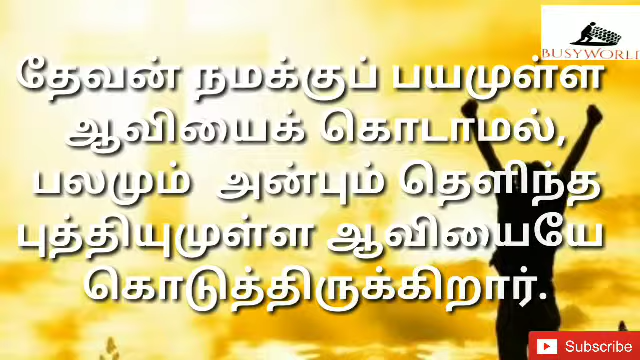 BUSYWORLD
தேவன் நமக்குப் பயமுள்ள
ஆவியைக் கொடாமல்,
பலமும் அன்பும் தெளிந்த
புத்தியுமுள்ள ஆவியையே
கொடுத்திருக்கிறார்.
Subscribe